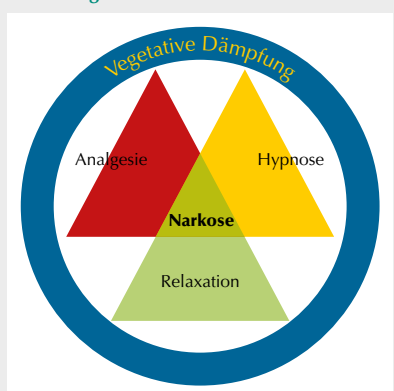 Vegetative Dämpfung
Analgesie
Hypnose
Narkose
Relaxation